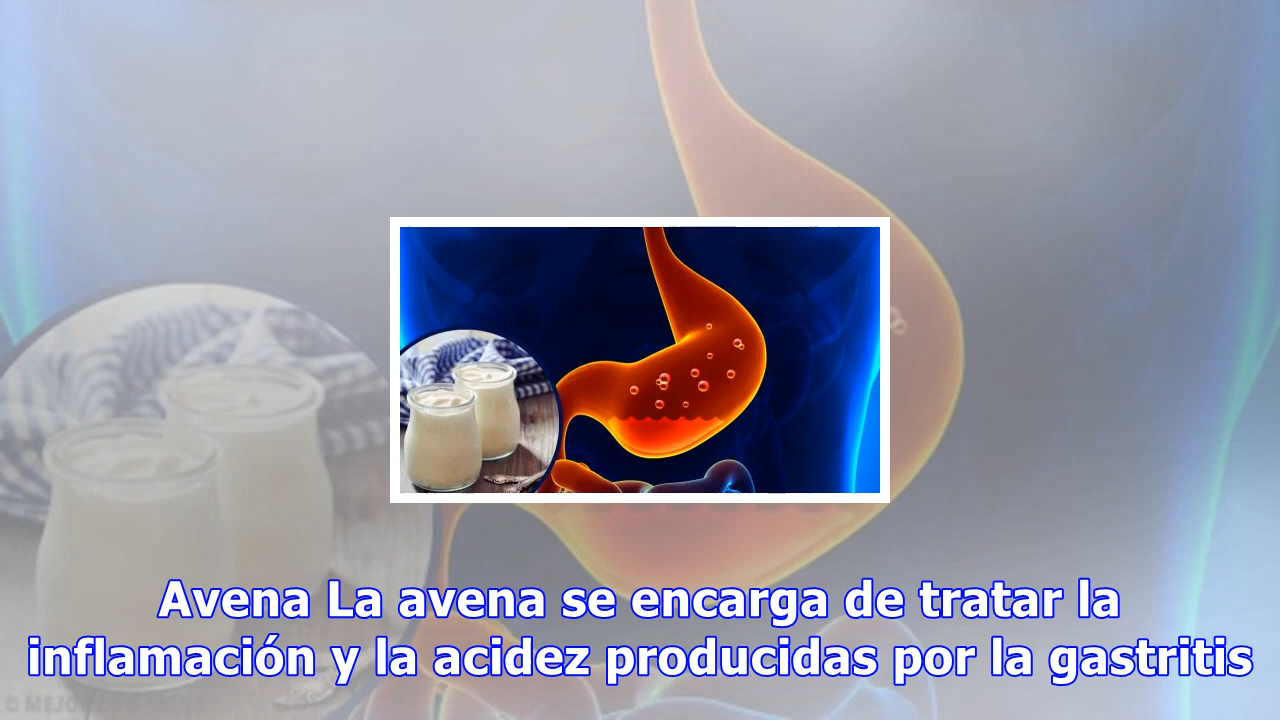 Avena La avena se encarga de tratar la
inflamación y la acidez producidas por la gastritis